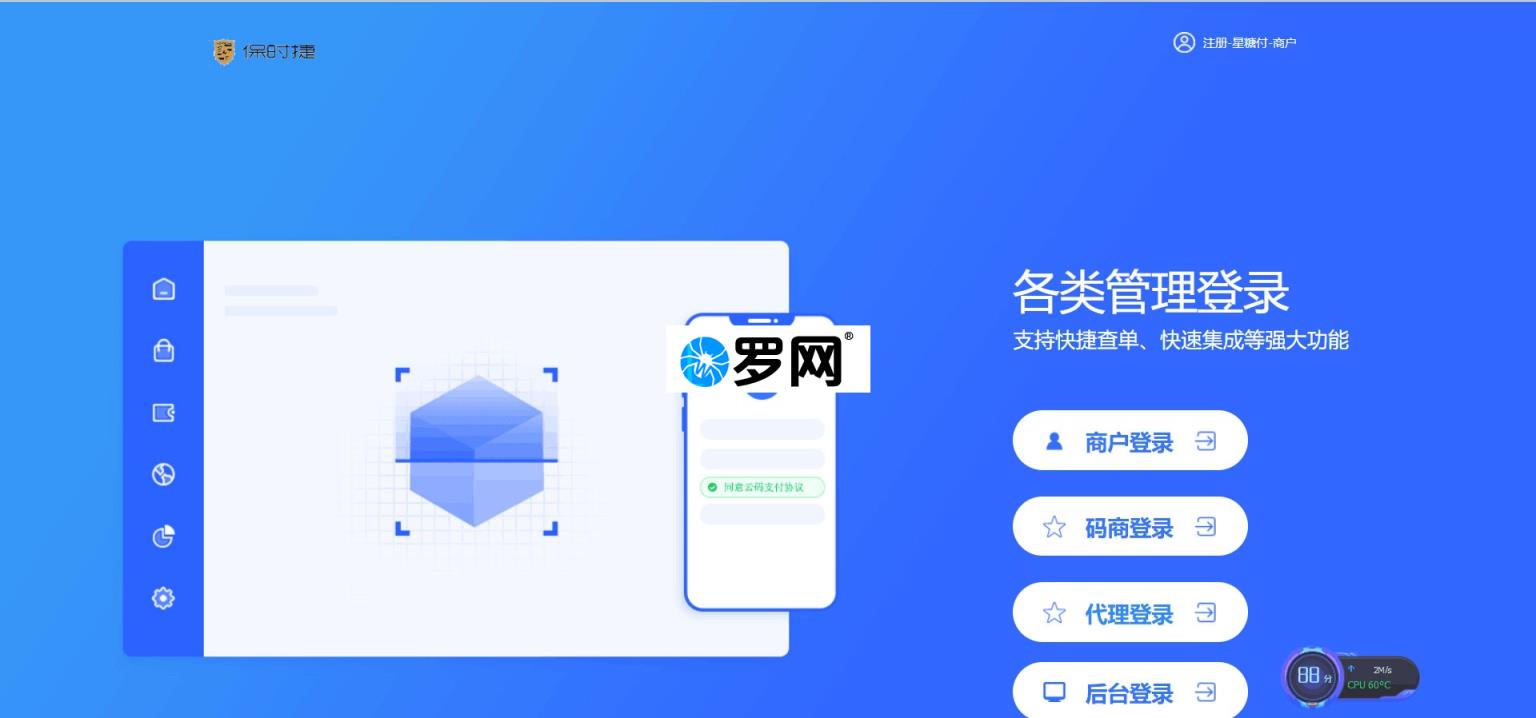 保时捷
注册-星糖付-商户
各类管理登录
支持快捷查单、快速集成等强大功能
罗网®
同意云码支付协议
商户登录
码商登录
代理登录
后台登录
88分
2M/s
CPU 60°C